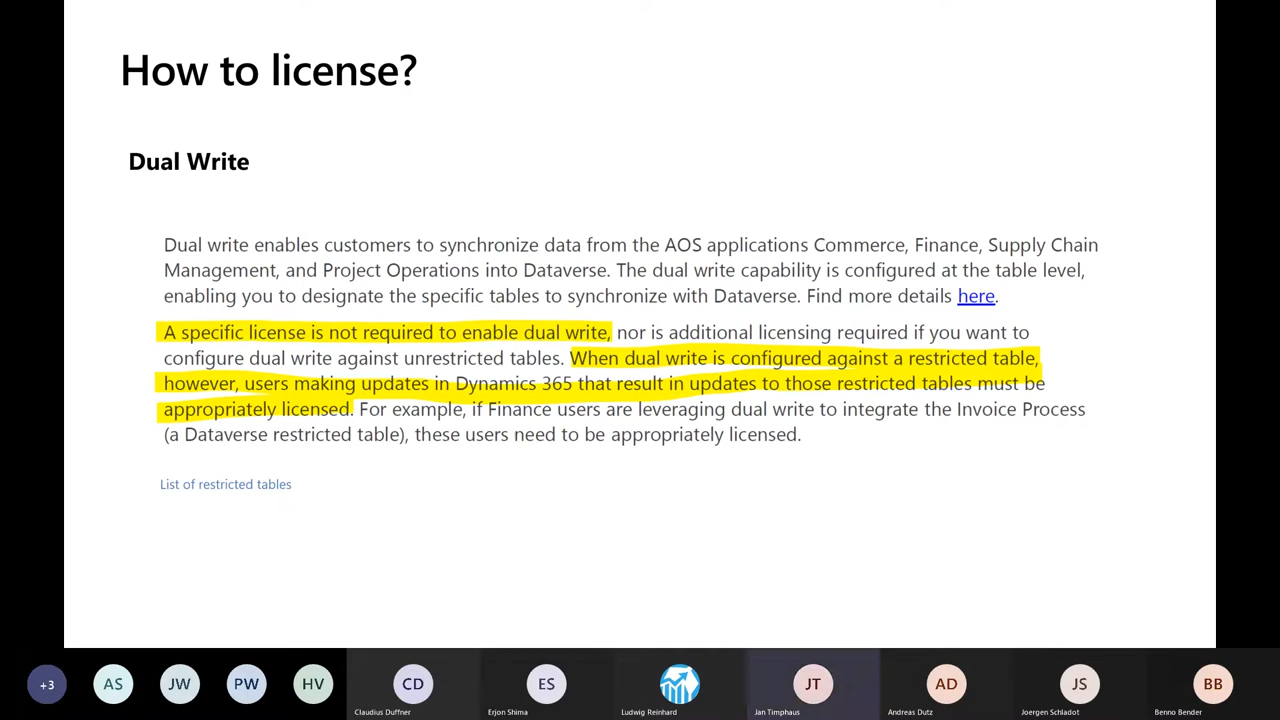 How to license?
Dual Write
Dual write enables customers to synchronize data from the AOS applications Commerce, Finance, Supply Chain
Management, and Project Operations into Dataverse. The dual write capability is configured at the table level,
enabling you to designate the specific tables to synchronize with Dataverse. Find more details here.
A specific license is not required to enable dual write, nor is additional licensing required if you want to
configure dual write against unrestricted tables. When dual write is configured against a restricted table,
however, users making updates in Dynamics 365 that result in updates to those restricted tables must be
appropriately licensed. For example, if Finance users are leveraging dual write to integrate the Invoice Process
(a Dataverse restricted table), these users need to be appropriately licensed.
List of restricted tables
+3 AS JW PW HV CD ES JT AD JS BB
Claudius Duffner Erjon Shima Ludwig Reinhard Jan Timphaus Andreas Dutz Joergen Schladot Benno Bender